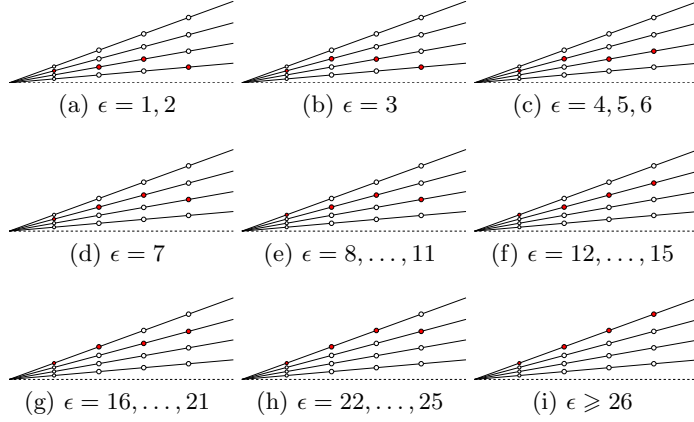 (a) ϵ = 1, 2 (b) ϵ = 3 (c) ϵ = 4, 5, 6
(d) ϵ = 7 (e) ϵ = 8, . . . , 11 (f) ϵ = 12, . . . , 15
(g) ϵ = 16, . . . , 21 (h) ϵ = 22, . . . , 25 (i) ϵ ⩾ 26